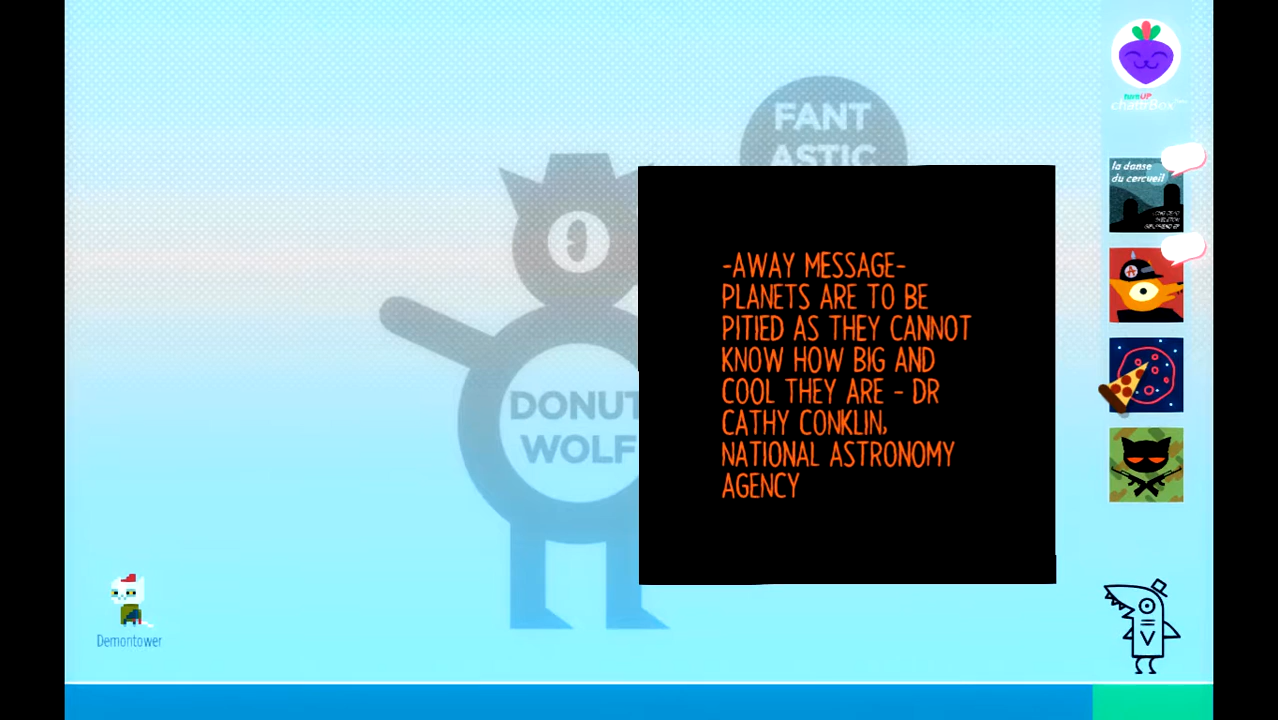 FANT
ASTIC
chattrBox
la danse
du cercueil
-AWAY MESSAGE-
PLANETS ARE TO BE
PITIED AS THEY CANNOT
KNOW HOW BIG AND
COOL THEY ARE - DR
CATHY CONKLIN,
NATIONAL ASTRONOMY
AGENCY
DONUT
WOLF
Demontower